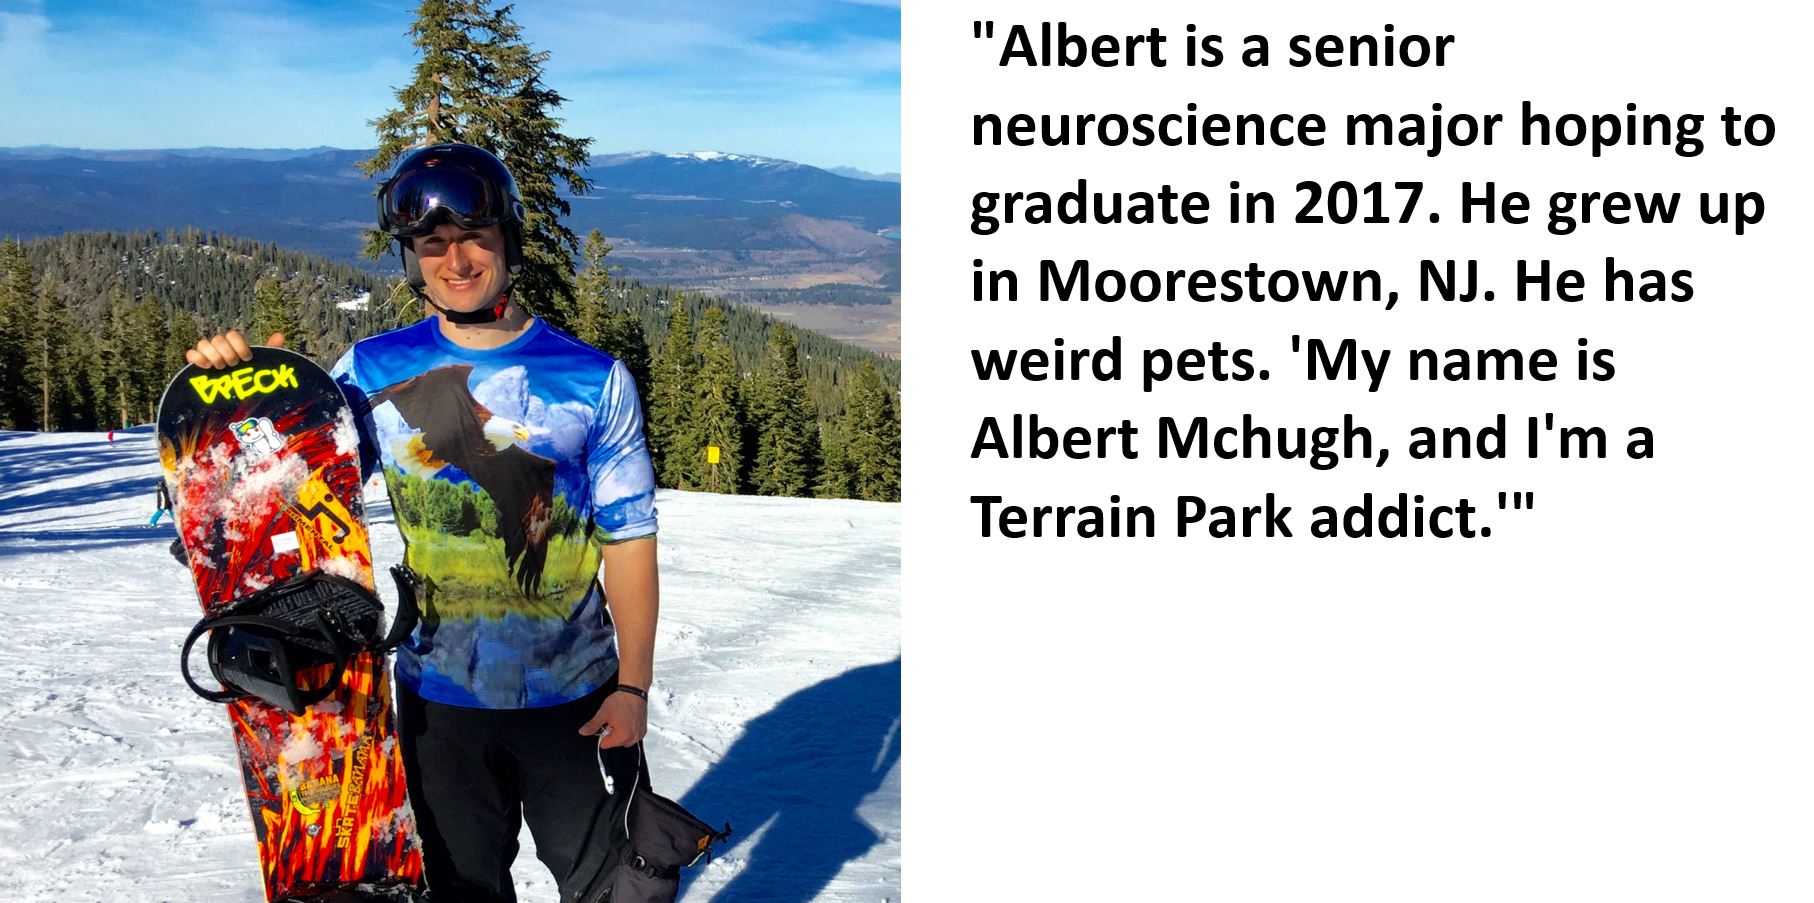 "Albert is a senior
neuroscience major hoping to
graduate in 2017. He grew up
in Moorestown, NJ. He has
weird pets. 'My name is
Albert Mchugh, and I'm a
Terrain Park addict.'"
BRECK
BANANA
SKATE BANANA